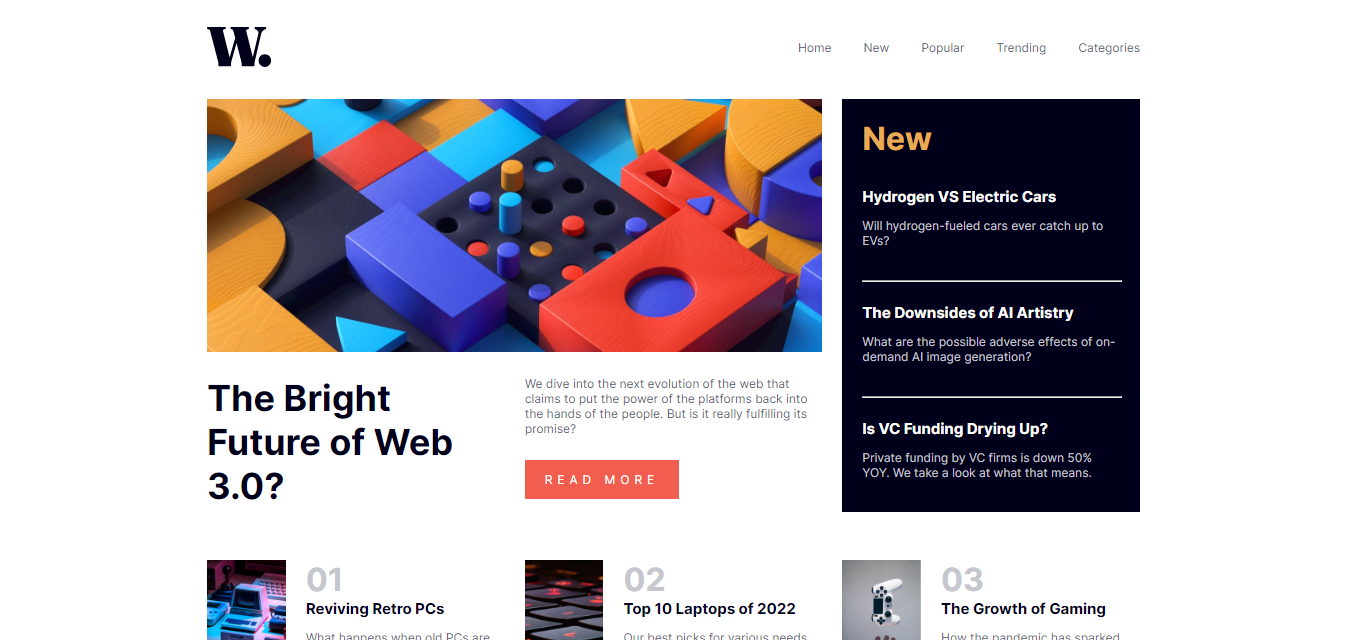 W.
Home New Popular Trending Categories
The Bright
Future of Web
3.0?
We dive into the next evolution of the web that
claims to put the power of the platforms back into
the hands of the people. But is it really fulfilling its
promise?
READ MORE
New
Hydrogen VS Electric Cars
Will hydrogen-fueled cars ever catch up to
EVs?
The Downsides of AI Artistry
What are the possible adverse effects of on-
demand AI image generation?
Is VC Funding Drying Up?
Private funding by VC firms is down 50%
YOY. We take a look at what that means.
01
Reviving Retro PCs
What happens when old PCs are
02
Top 10 Laptops of 2022
Our best picks for various needs
03
The Growth of Gaming
How the pandemic has sparked